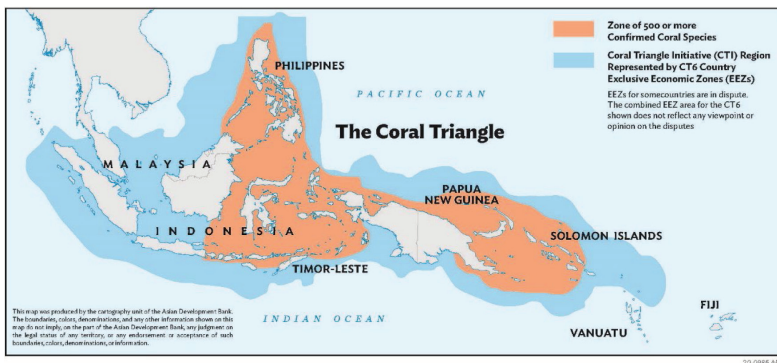 Zone of 500 or more
Confirmed Coral Species
Coral Triangle Initiative (CTI) Region
Represented by CT6 Country
Exclusive Economic Zones (EEZs)
EEZs for somecountries are in dispute.
The combined EEZ area for the CT6
shown does not reflect any viewpoint or
opinion on the disputes
PHILIPPINES
PACIFIC OCEAN
The Coral Triangle
MALAYSIA
PAPUA
NEW GUINEA
INDONESIA
SOLOMON ISLANDS
TIMOR-LESTE
This map was produced by the cartography unit of the Asian Development Bank.
The boundaries, colors, denominations, and any other information shown on this
map do not imply, on the part of the Asian Development Bank, any judgment on
the legal status of any territory, or any endorsement or acceptance of such
boundaries, colors, denominations, or information.
INDIAN OCEAN
FIJI
VANUATU